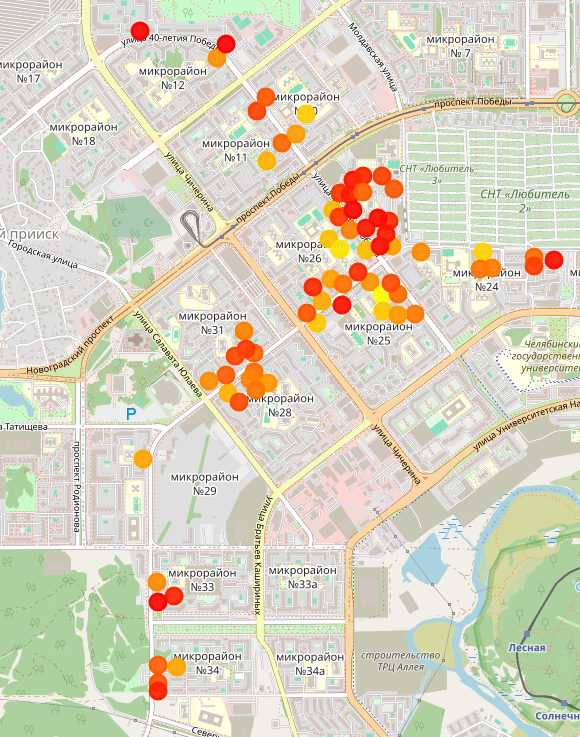 улица 40-летия Победы
микрорайон
№17
микрорайон
№12
Молдавская улица
микрорайон
№7
проспект Победы
микрорайон
микрорайон
№18
микрорайон
№11
улица Чичерина
проспект Победы
СНТ «Любитель
3»
СНТ «Любитель
2»
Городская улица
№26
микрорайон
№24
микрорайон
№31
микрорайон
№25
Новоградский проспект
улица Салавата Юлаева
Челябинский
государственный
университет
микрорайон
№28
P
Татищева
проспект Родионова
улица Чичерина
улица Университетская На
микрорайон
№29
улица Братьев Кашириных
микрорайон
№33
микрорайон
№33а
микрорайон
№34
микрорайон
№34а
строительство
ТРЦ Аллея
Лесная
Солнечн
Север